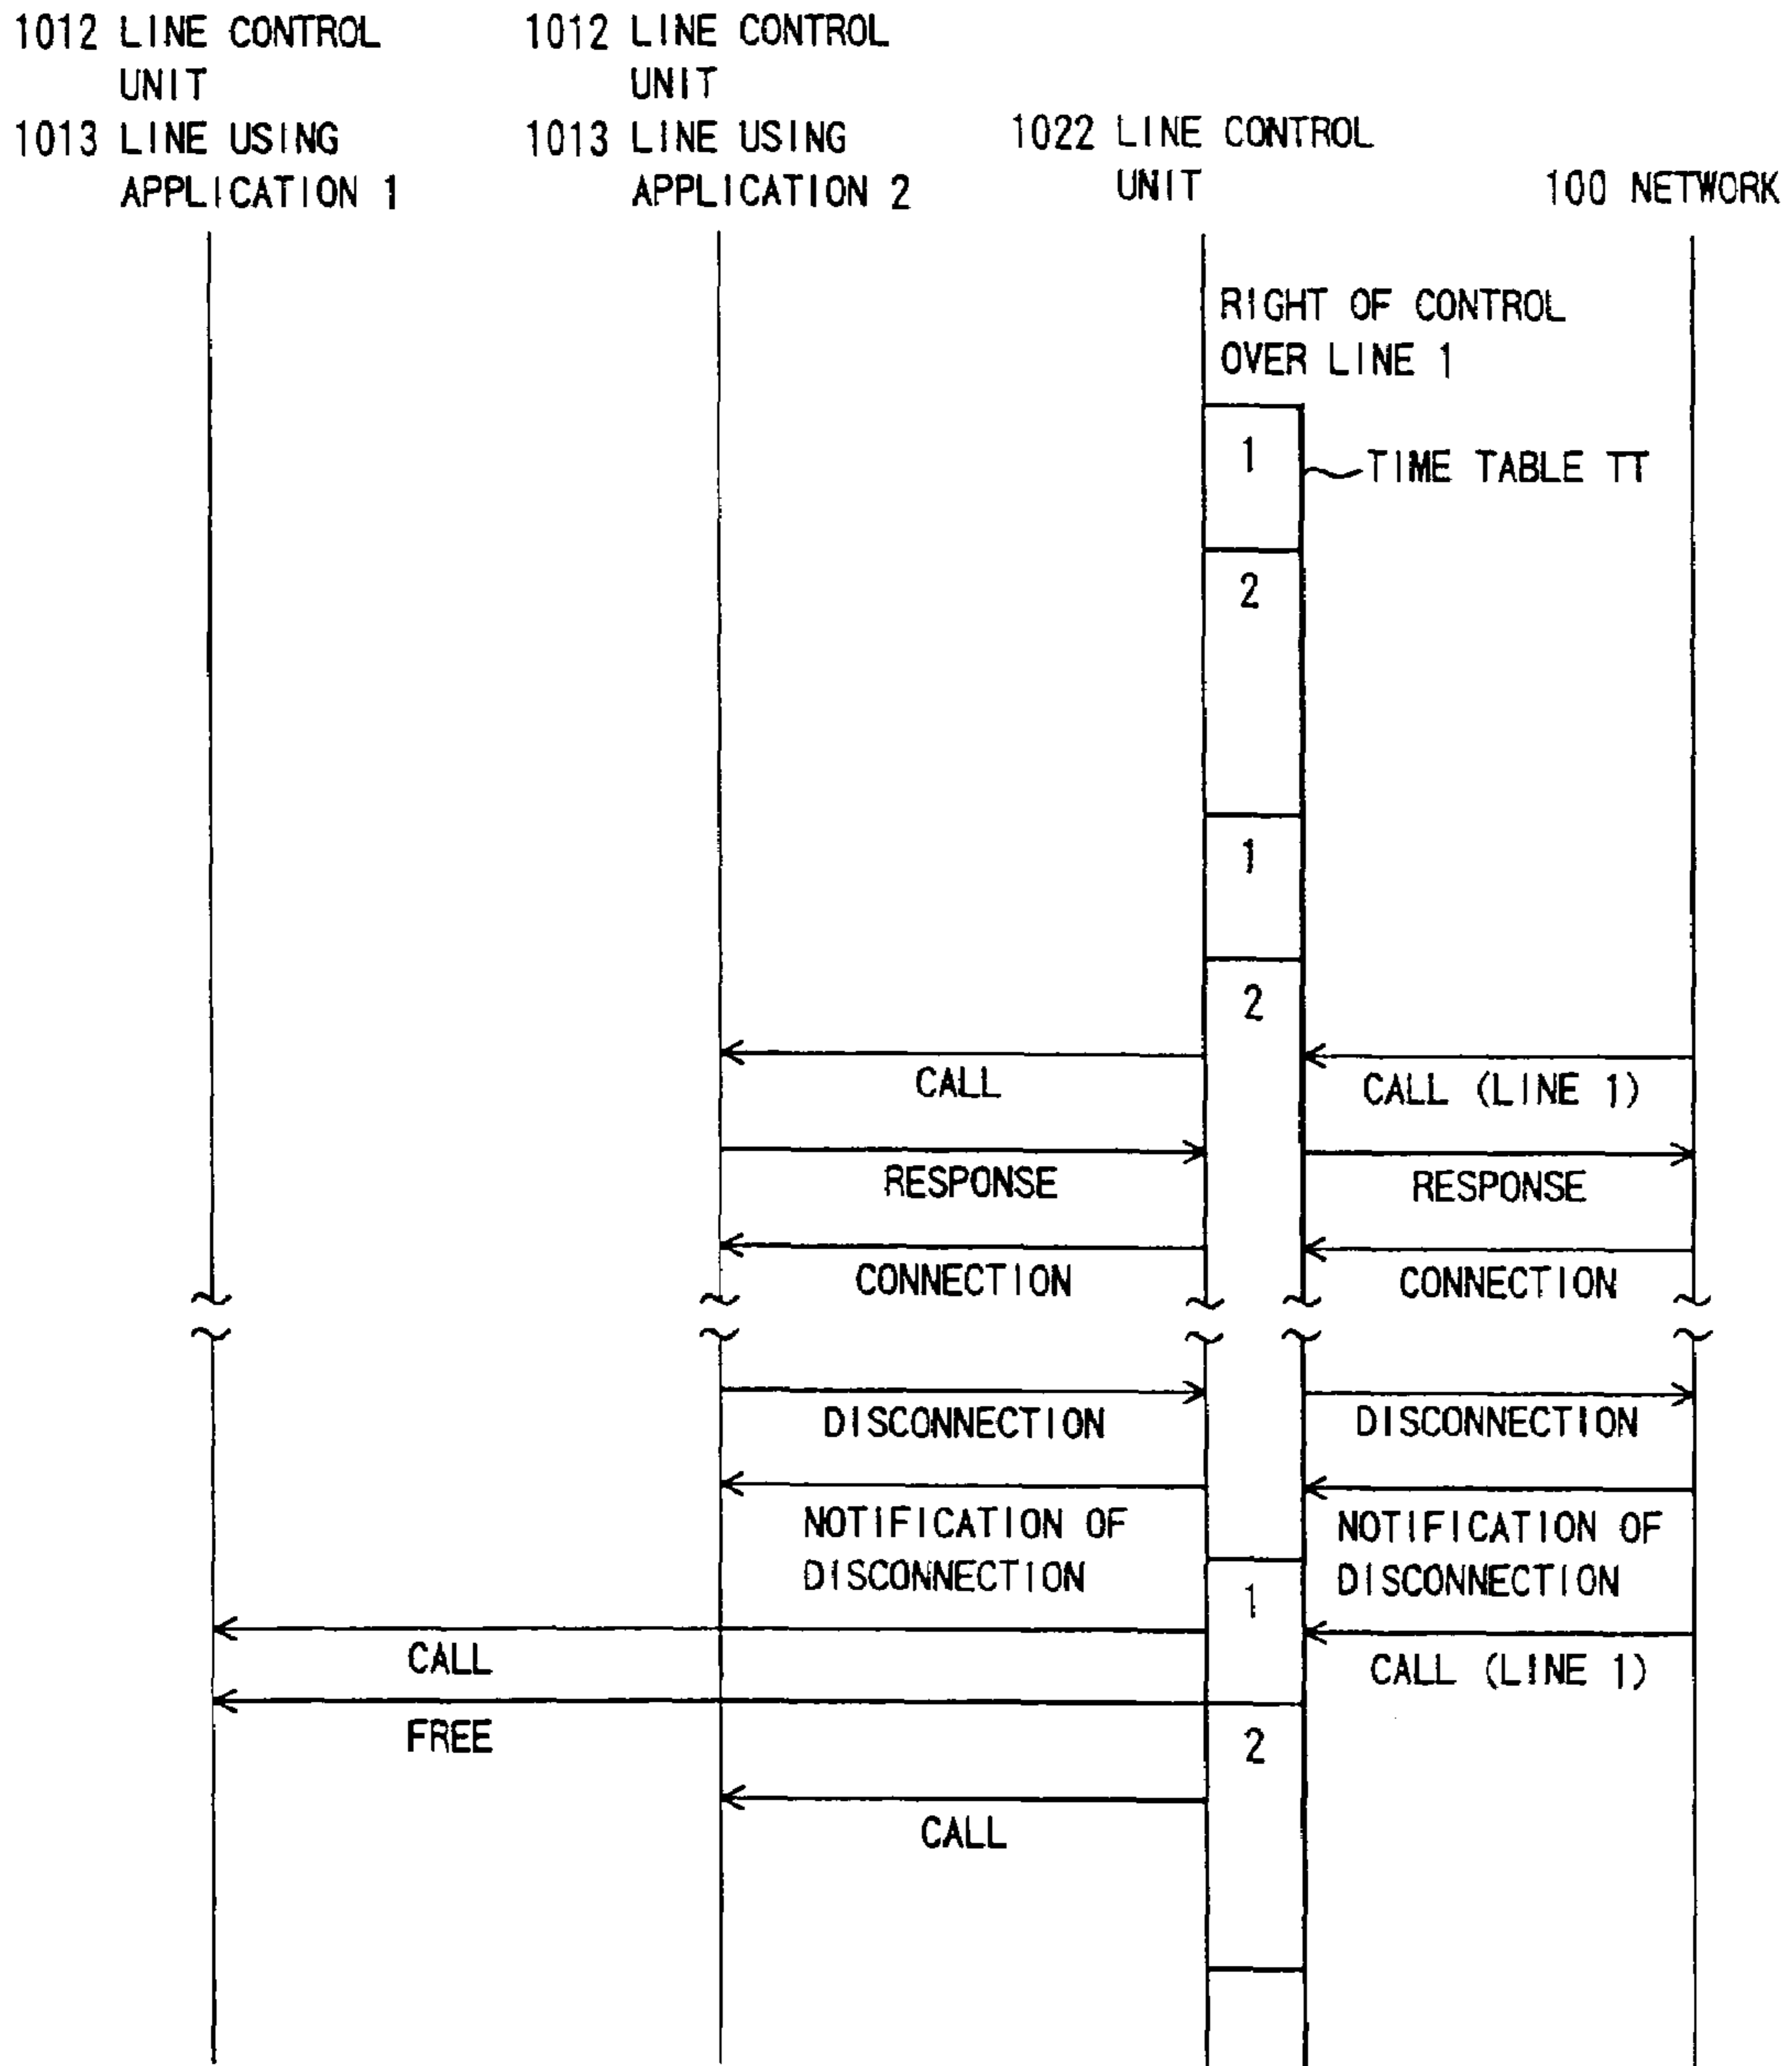 1012 LINE CONTROL
UNIT
1013 LINE USING
APPLICATION 1
1012 LINE CONTROL
UNIT
1013 LINE USING
APPLICATION 2
1022 LINE CONTROL
UNIT
100 NETWORK
RIGHT OF CONTROL
OVER LINE 1
1
TIME TABLE TT
2
1
2
CALL
CALL (LINE 1)
RESPONSE
RESPONSE
CONNECTION
CONNECTION
DISCONNECTION
DISCONNECTION
NOTIFICATION OF
DISCONNECTION
NOTIFICATION OF
DISCONNECTION
1
CALL
CALL (LINE 1)
FREE
2
CALL